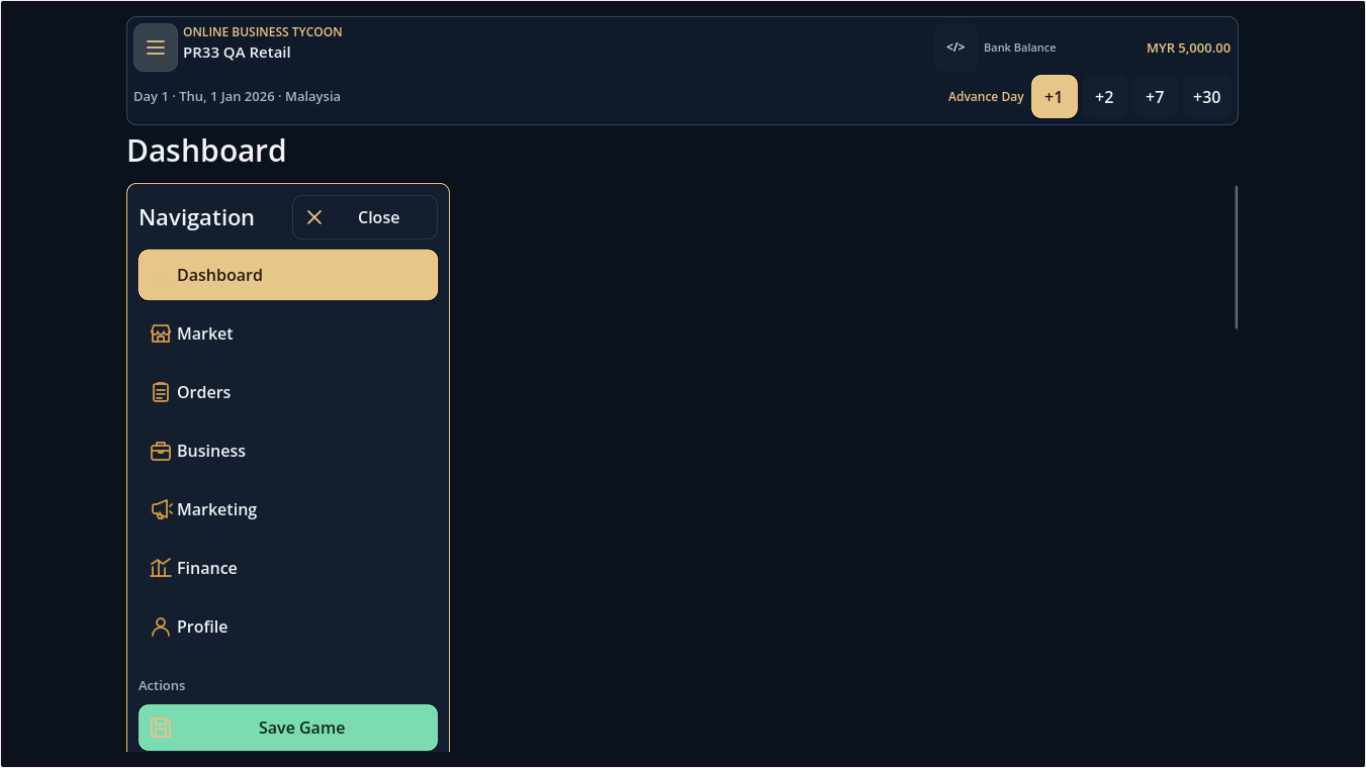 ONLINE BUSINESS TYCOON
PR33 QA Retail
</>
Bank Balance
MYR 5,000.00
Day 1 · Thu, 1 Jan 2026 · Malaysia
Advance Day
+1
+2
+7
+30
Dashboard
Navigation
Close
Dashboard
Market
Orders
Business
Marketing
Finance
Profile
Actions
Save Game